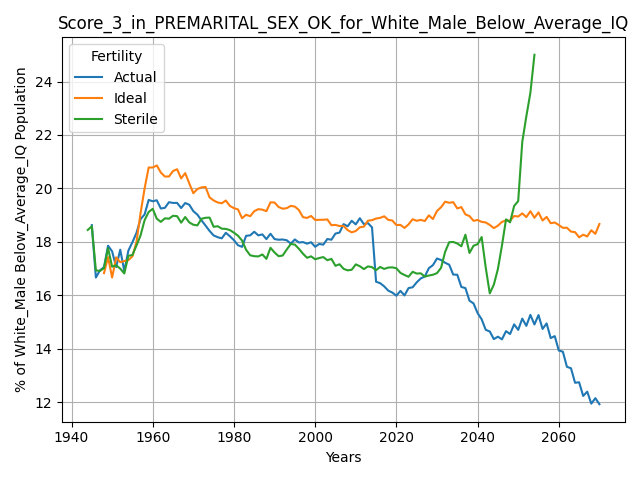 Score_3_in_PREMARITAL_SEX_OK_for_White_Male_Below_Average_IQ
Fertility
Actual
Ideal
Sterile
% of White_Male Below_Average_IQ Population
24
22
20
18
16
14
12
1940 1960 1980 2000 2020 2040 2060
Years